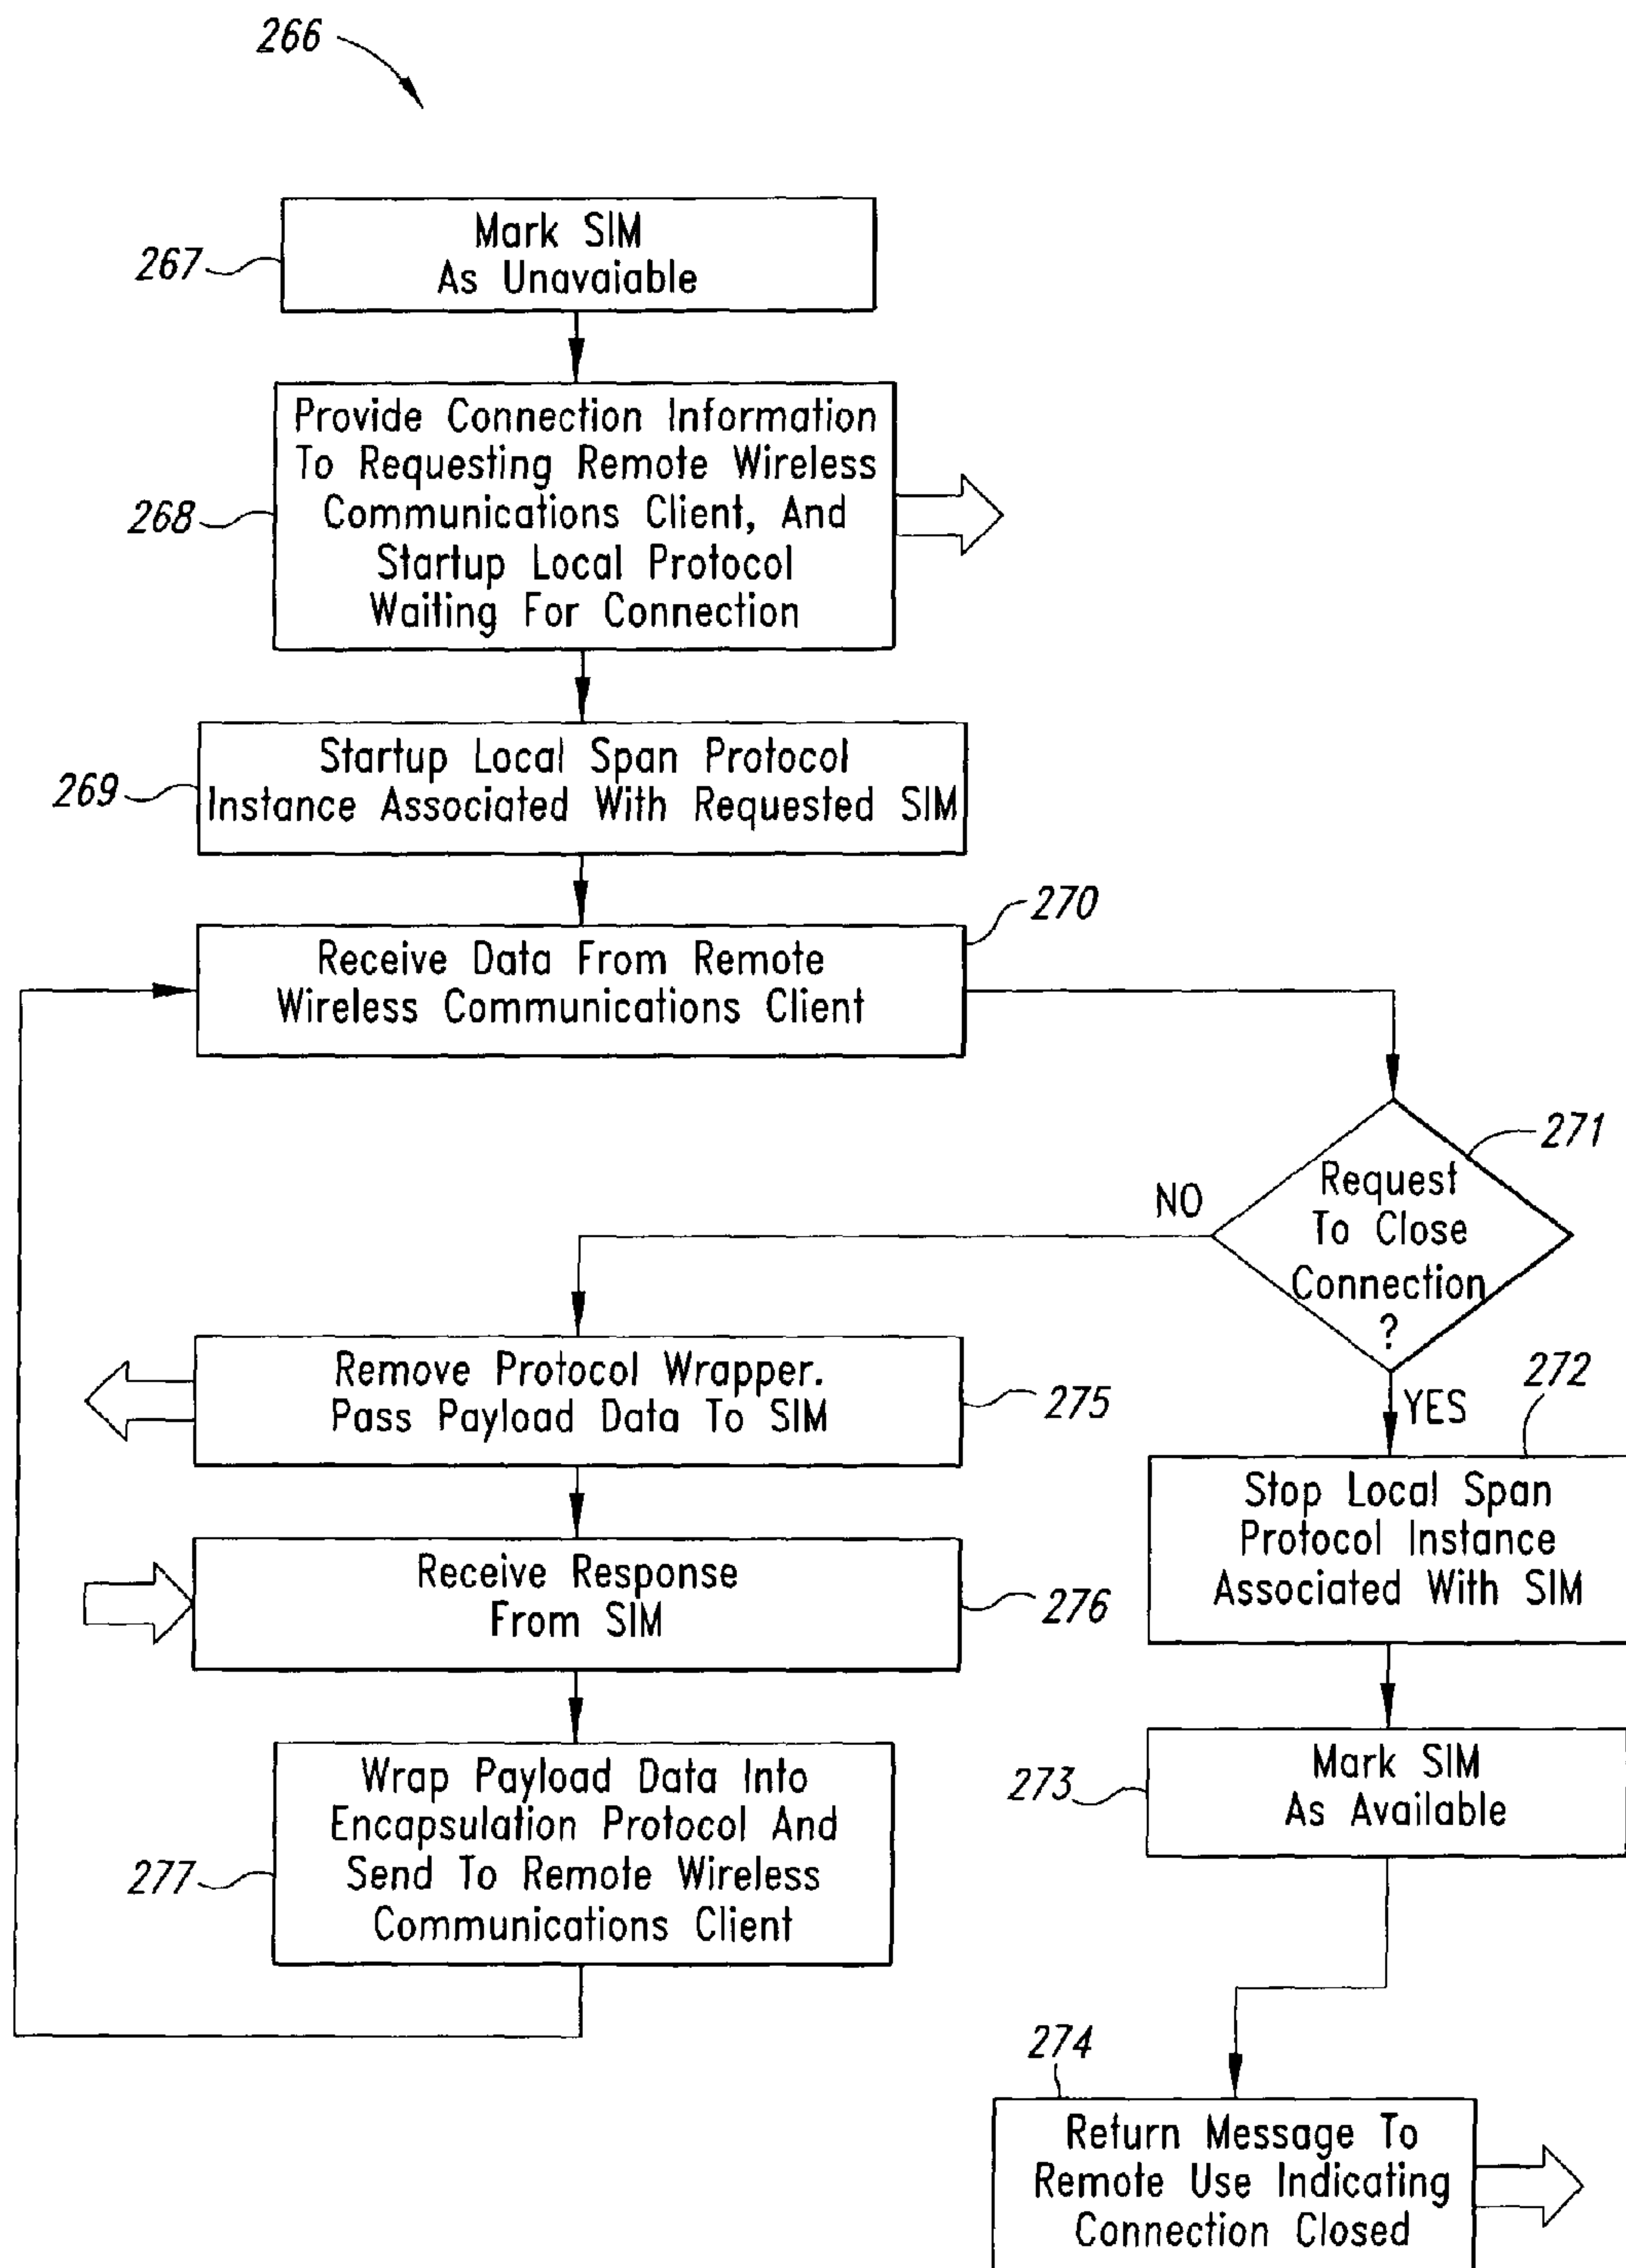 266
267
Mark SIM
As Unavaiable
268
Provide Connection Information
To Requesting Remote Wireless
Communications Client, And
Startup Local Protocol
Waiting For Connection
269
Startup Local Span Protocol
Instance Associated With Requested SIM
270
Receive Data From Remote
Wireless Communications Client
271
Request
To Close
Connection
?
NO
YES
275
Remove Protocol Wrapper.
Pass Payload Data To SIM
276
Receive Response
From SIM
277
Wrap Payload Data Into
Encapsulation Protocol And
Send To Remote Wireless
Communications Client
272
Stop Local Span
Protocol Instance
Associated With SIM
273
Mark SIM
As Available
274
Return Message To
Remote Use Indicating
Connection Closed